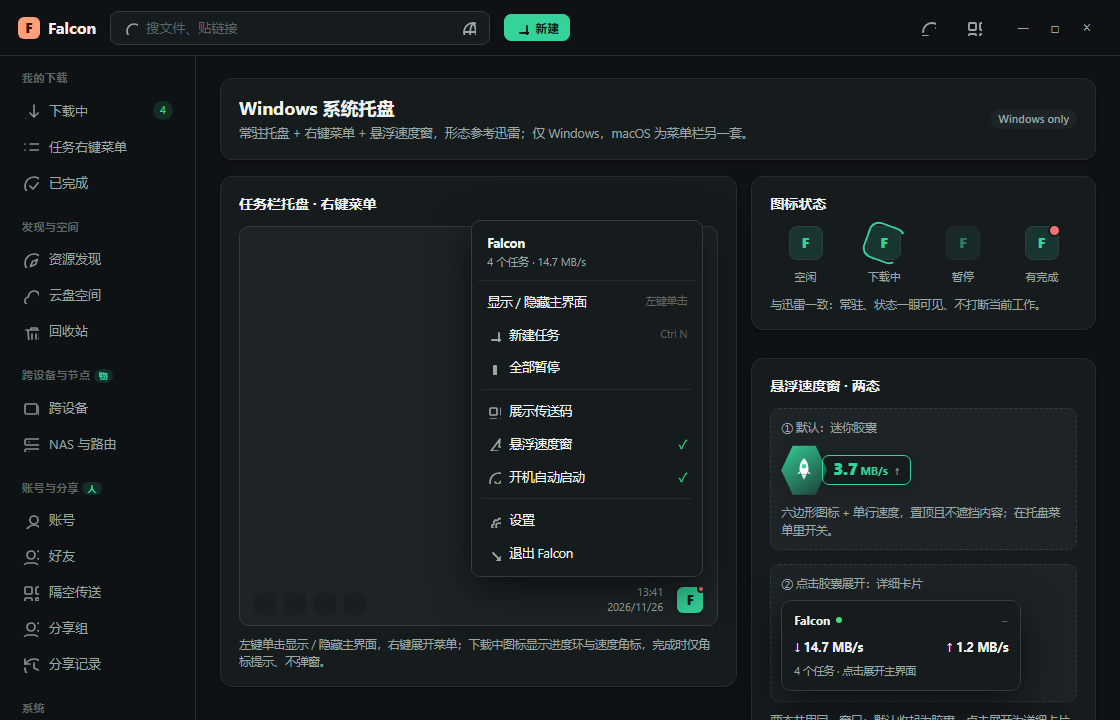 F Falcon
搜文件、贴链接
新建
我的下载
下载中 4
任务右键菜单
已完成
发现与空间
资源发现
云盘空间
回收站
跨设备与节点 物
跨设备
NAS 与路由
账号与分享 人
账号
好友
隔空传送
分享组
分享记录
系统
Windows 系统托盘
常驻托盘 + 右键菜单 + 悬浮速度窗，形态参考迅雷；仅 Windows，macOS 为菜单栏另一套。
Windows only
任务栏托盘 · 右键菜单
Falcon
4 个任务 · 14.7 MB/s
显示 / 隐藏主界面 左键单击
新建任务 Ctrl N
全部暂停
展示传送码
悬浮速度窗 ✓
开机自动启动 ✓
设置
退出 Falcon
13:41
2026/11/26
F
左键单击显示 / 隐藏主界面，右键展开菜单；下载中图标显示进度环与速度角标，完成时仅角
标提示、不弹窗。
图标状态
F F F F
空闲 下载中 暂停 有完成
与迅雷一致：常驻、状态一眼可见、不打断当前工作。
悬浮速度窗 · 两态
① 默认：迷你胶囊
3.7 MB/s ↑
六边形图标 + 单行速度，置顶且不遮挡内容；在托盘菜
单里开关。
② 点击胶囊展开：详细卡片
Falcon
↓ 14.7 MB/s ↑ 1.2 MB/s
4 个任务 · 点击展开主界面